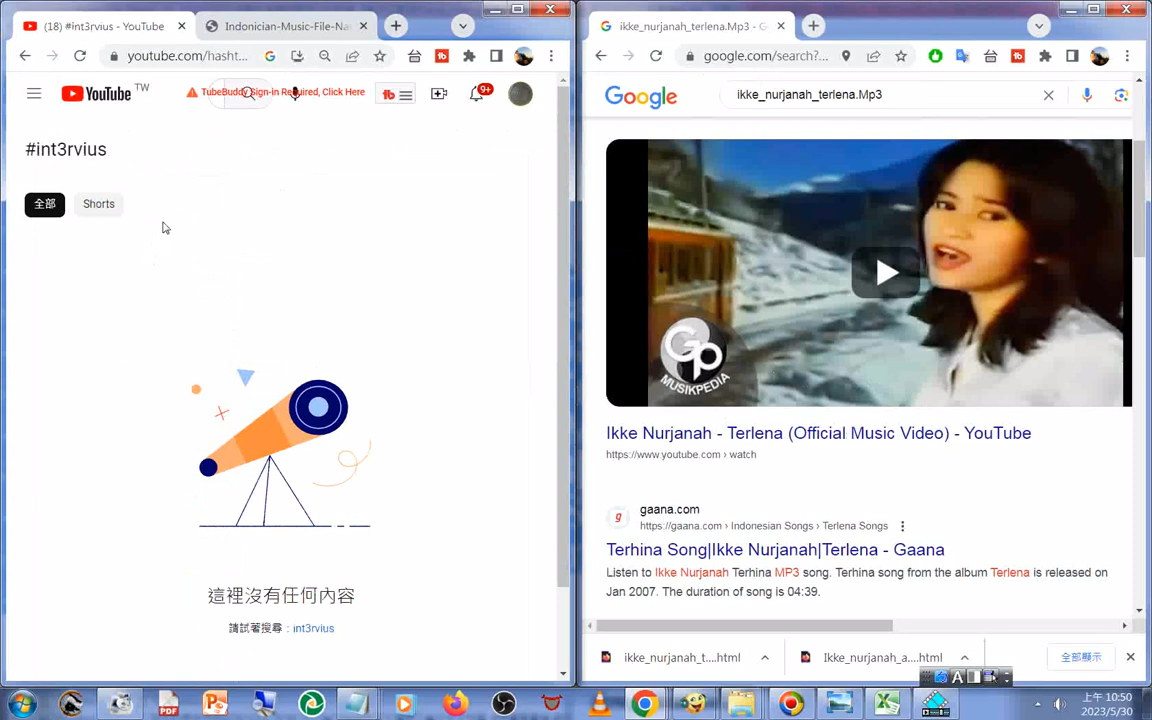 (18) #int3rvius - YouTube
Indonician-Music-File-Na
youtube.com/hasht...
YouTube TW
TubeBuddy Sign-in Required, Click Here
9+
#int3rvius
全部
Shorts
這裡沒有任何內容
請試著搜尋：int3rvius
ikke_nurjanah_terlena.Mp3 - G
google.com/search?...
Google
ikke_nurjanah_terlena.Mp3
Gp
MUSIKPEDIA
Ikke Nurjanah - Terlena (Official Music Video) - YouTube
https://www.youtube.com › watch
gaana.com
https://gaana.com › Indonesian Songs › Terlena Songs
Terhina Song|Ikke Nurjanah|Terlena - Gaana
Listen to Ikke Nurjanah Terhina MP3 song. Terhina song from the album Terlena is released on
Jan 2007. The duration of song is 04:39.
ikke_nurjanah_t....html
Ikke_nurjanah_a....html
全部顯示
上午 10:50
2023/5/30